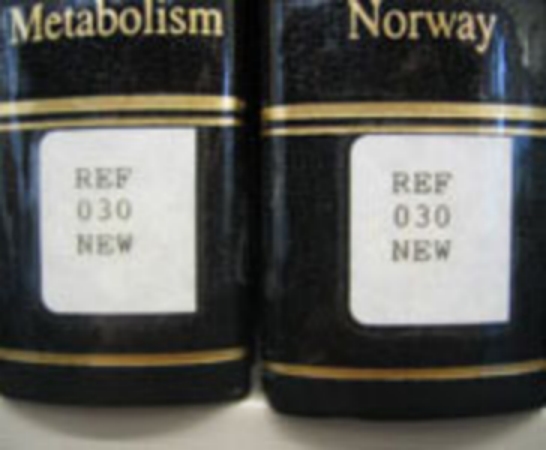 Metabolism
REF
030
NEW
Norway
REF
030
NEW